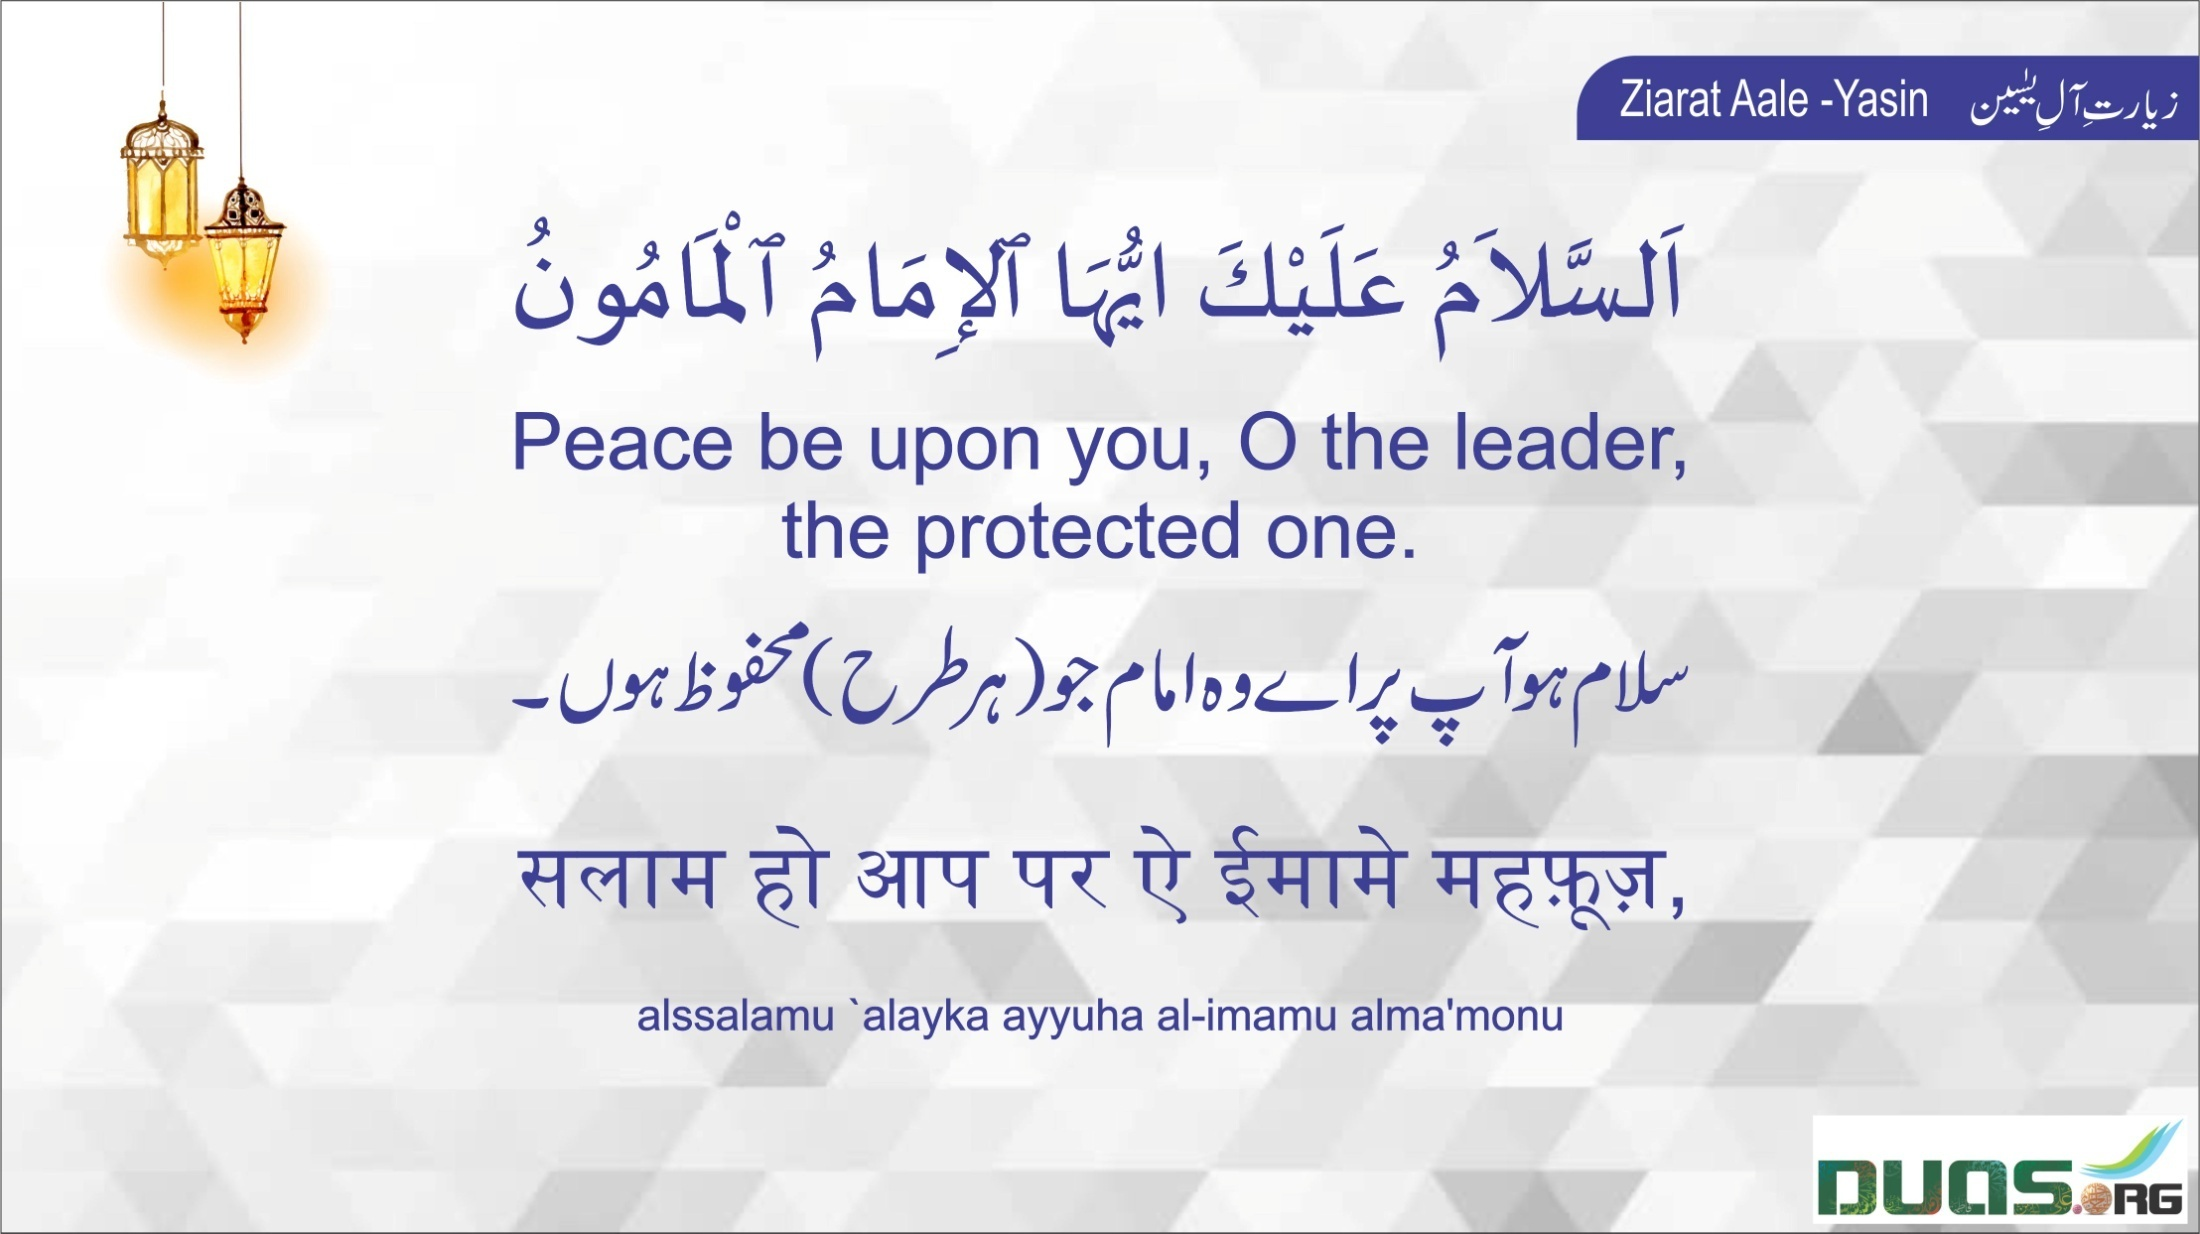 Ziarat Aale -Yasin زیارتِ آلِ یٰسین
اَلسَّلاَمُ عَلَيْكَ ايُّهَا ٱلإِمَامُ ٱلْمَامُونُ
Peace be upon you, O the leader,
the protected one.
سلام ہو آپ پر اے وہ امام جو (ہر طرح) محفوظ ہوں۔
सलाम हो आप पर ऐ ईमामे महफ़ूज़,
alssalamu `alayka ayyuha al-imamu alma'monu
DUAS.ORG